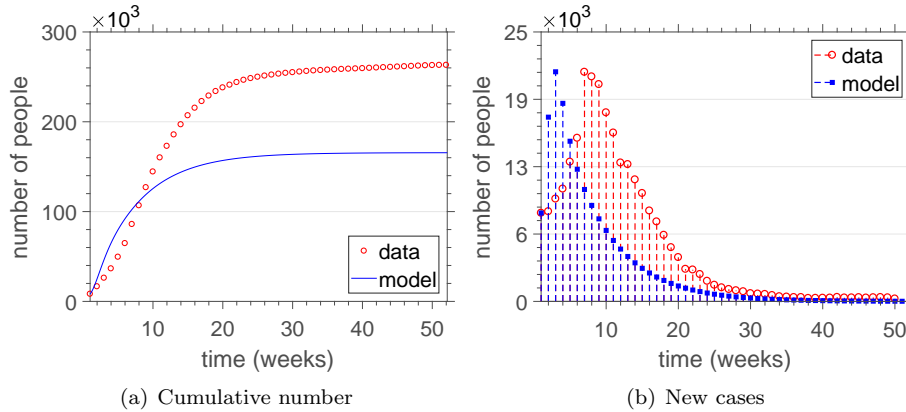 ×10³
300
200
100
0
number of people
data
model
10
20
30
40
50
time (weeks)
(a) Cumulative number
×10³
25
19
13
6
0
number of people
data
model
10
20
30
40
50
time (weeks)
(b) New cases